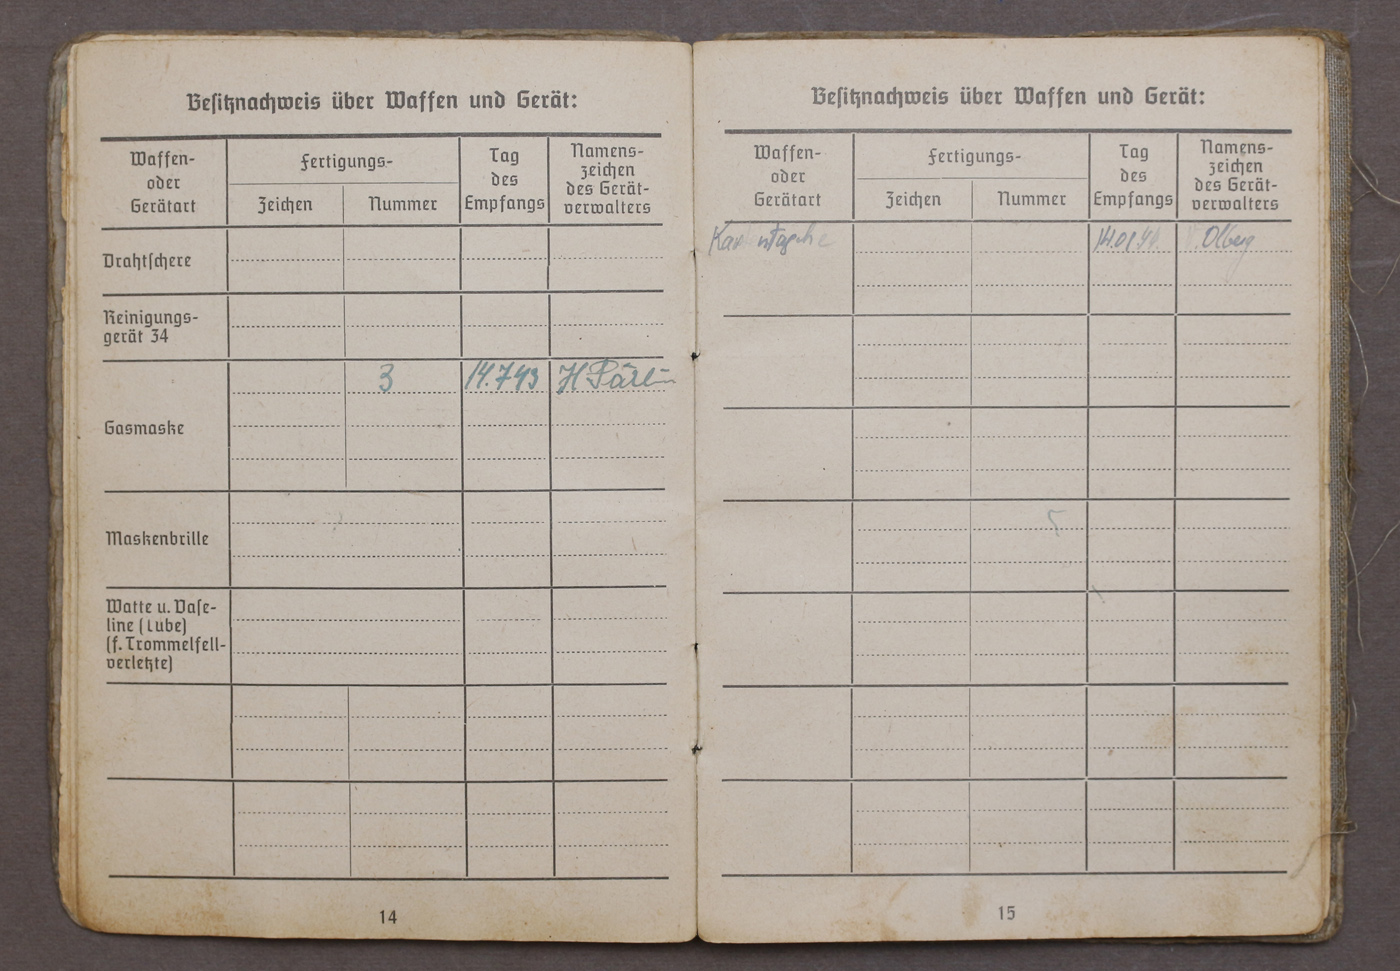 Besitznachweis über Waffen und Gerät:
Waffen-
oder
Gerätart
Fertigungs-
Zeichen
Nummer
Tag
des
Empfangs
Namens-
zeichen
des Gerät-
verwalters
Drahtschere
Reinigungs-
gerät 34
Gasmaske
3
14.7.43
H
Maskenbrille
Watte u. Vase-
line (Tube)
(f. Trommelfell-
verletzte)
14
Besitznachweis über Waffen und Gerät:
Waffen-
oder
Gerätart
Fertigungs-
Zeichen
Nummer
Tag
des
Empfangs
Namens-
zeichen
des Gerät-
verwalters
15